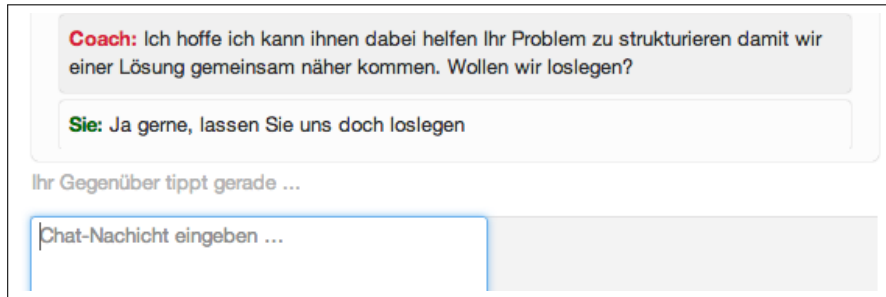 Coach: Ich hoffe ich kann ihnen dabei helfen Ihr Problem zu strukturieren damit wir
einer Lösung gemeinsam näher kommen. Wollen wir loslegen?
Sie: Ja gerne, lassen Sie uns doch loslegen
Ihr Gegenüber tippt gerade ...
Chat-Nachicht eingeben ...